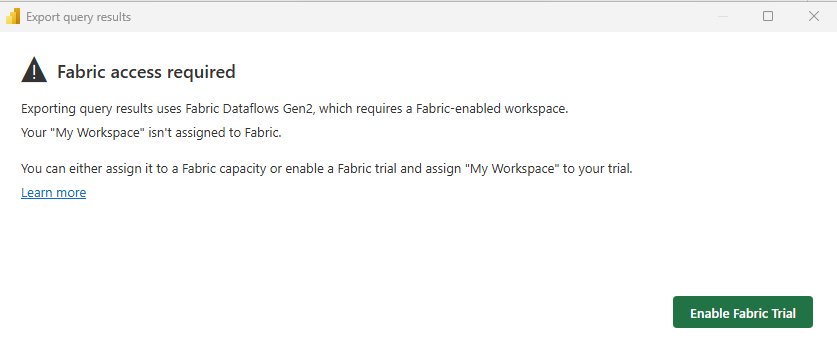 Export query results
Fabric access required
Exporting query results uses Fabric Dataflows Gen2, which requires a Fabric-enabled workspace.
Your "My Workspace" isn't assigned to Fabric.
You can either assign it to a Fabric capacity or enable a Fabric trial and assign "My Workspace" to your trial.
Learn more
Enable Fabric Trial